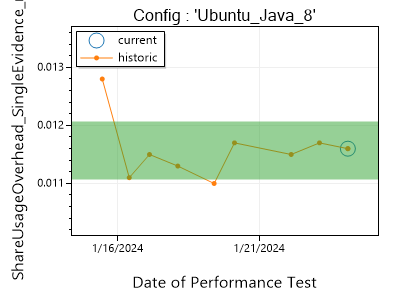 Config : 'Ubuntu_Java_8'
ShareUsageOverhead_SingleEvidence_
current
historic
0.013
0.012
0.011
1/16/2024
1/21/2024
Date of Performance Test